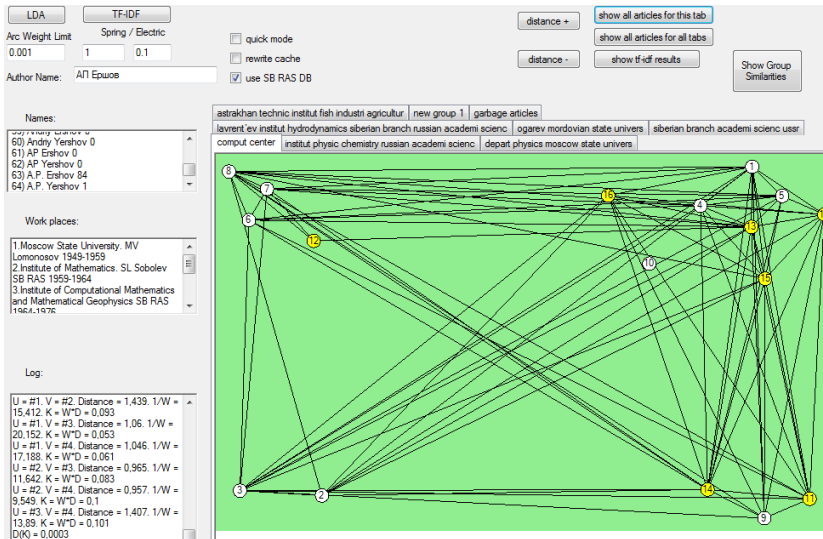 LDA
TF-IDF
Arc Weight Limit
Spring / Electric
0.001
1
0.1
Author Name:
АП Ершов
quick mode
rewrite cache
use SB RAS DB
distance +
distance -
show all articles for this tab
show all articles for all tabs
show tf-idf results
Show Group
Similarities
Names:
60) Andriy Yershov 0
61) AP Ershov 0
62) AP Yershov 0
63) A.P. Ershov 84
64) A.P. Yershov 1
Work places:
1.Moscow State University. MV
Lomonosov 1949-1959
2.Institute of Mathematics. SL Sobolev
SB RAS 1959-1964
3.Institute of Computational Mathematics
and Mathematical Geophysics SB RAS
1964-1976
Log:
U = #1. V = #2. Distance = 1,439. 1/W =
15,412. K = W*D = 0,093
U = #1. V = #3. Distance = 1,06. 1/W =
20,152. K = W*D = 0,053
U = #1. V = #4. Distance = 1,046. 1/W =
17,188. K = W*D = 0,061
U = #2. V = #3. Distance = 0,965. 1/W =
11,642. K = W*D = 0,083
U = #2. V = #4. Distance = 0,957. 1/W =
9,549. K = W*D = 0,1
U = #3. V = #4. Distance = 1,407. 1/W =
13,89. K = W*D = 0,101
D(K) = 0,0003
astrakhan technic institut fish industri agricultur
new group 1
garbage articles
lavrent`ev institut hydrodynamics siberian branch russian academi scienc
ogarev mordovian state univers
siberian branch academi scienc ussr
comput center
institut physic chemistry russian academi scienc
depart physics moscow state univers
1
8
7
16
5
4
6
13
12
10
15
3
2
14
11
9